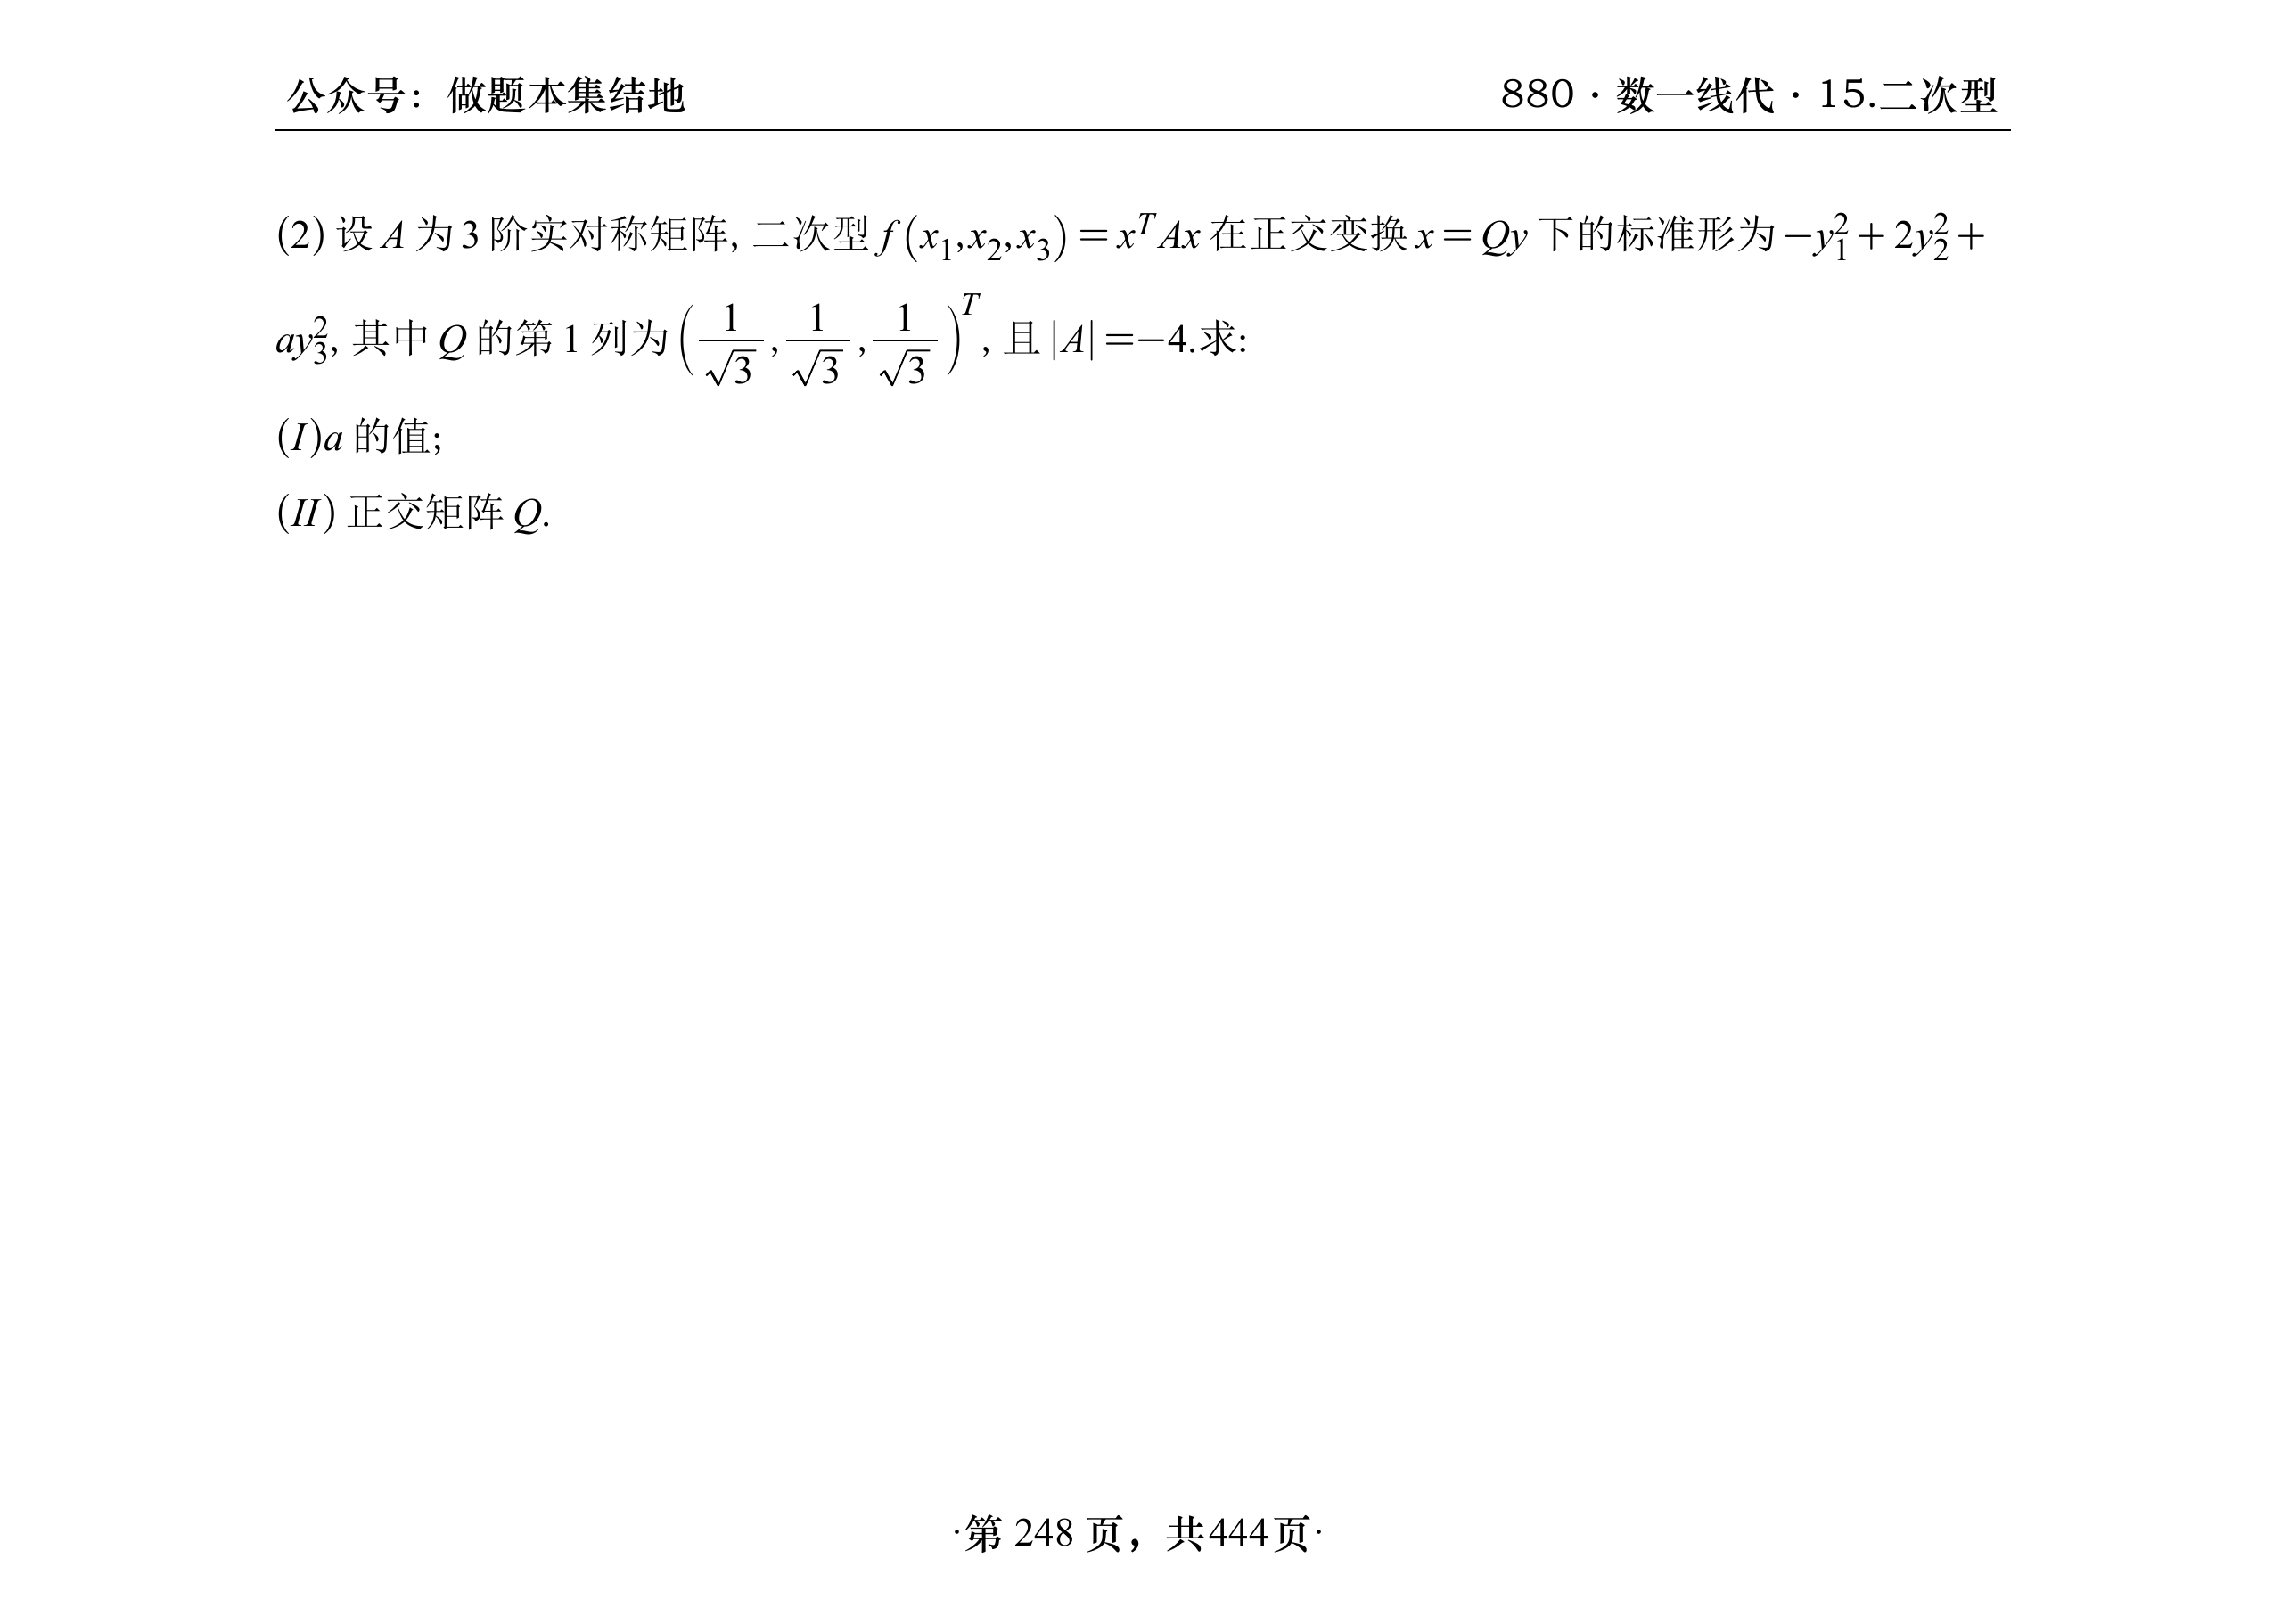 公众号：做题本集结地
880·数一线代·15.二次型
(2) 设 A 为 3 阶实对称矩阵, 二次型 $f(x_1,x_2,x_3)=x^TAx$ 在正交变换 $x=Qy$ 下的标准形为 $-y_1^2+2y_2^2+$
$ay_3^2$, 其中 Q 的第 1 列为 $\left(\frac{1}{\sqrt{3}},\frac{1}{\sqrt{3}},\frac{1}{\sqrt{3}}\right)^T$, 且 $|A|=-4$.求:
(I)a 的值;
(II) 正交矩阵 Q.
·第 248 页，共444页·